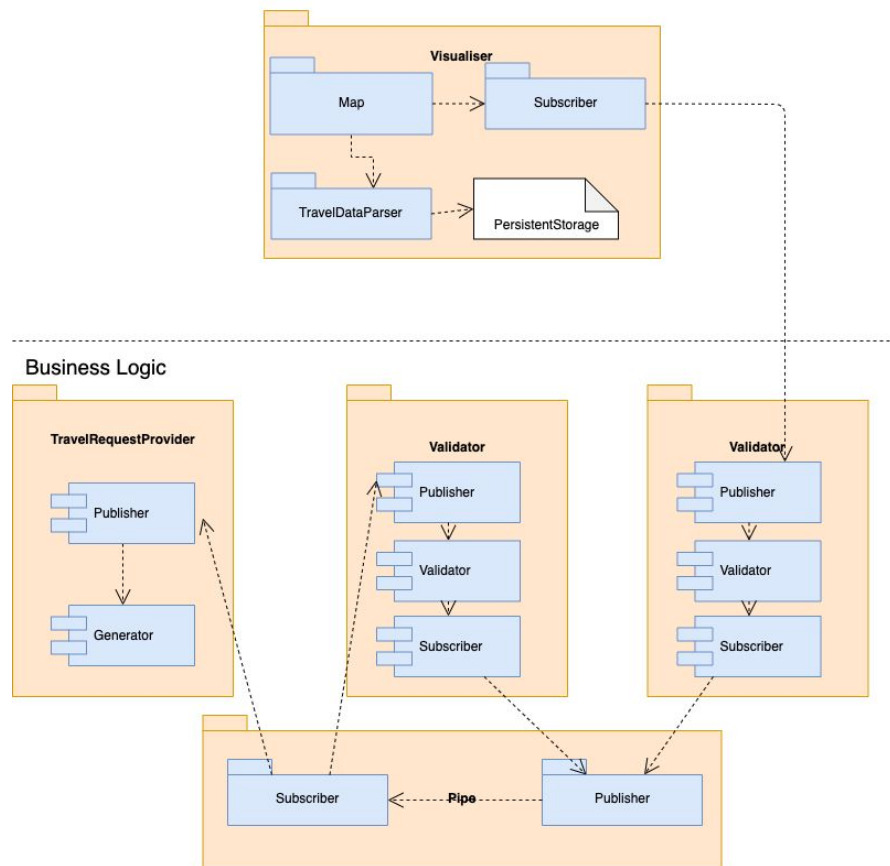 Visualiser
Map
Subscriber
TravelDataParser
PersistentStorage
Business Logic
TravelRequestProvider
Publisher
Generator
Validator
Publisher
Validator
Subscriber
Validator
Publisher
Validator
Subscriber
Subscriber
Pipe
Publisher